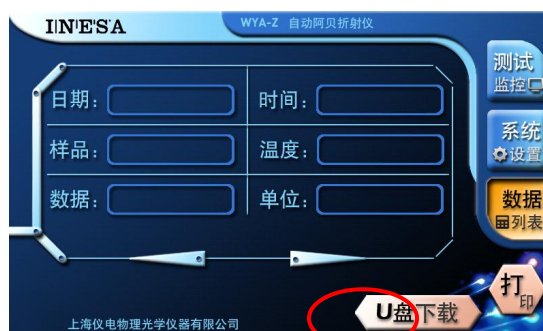 INESA
WYA-Z 自动阿贝折射仪
测试
监控
日期： 时间：
系统
设置
样品： 温度：
数据： 单位：
数据
列表
打印
U盘下载
上海仪电物理光学仪器有限公司